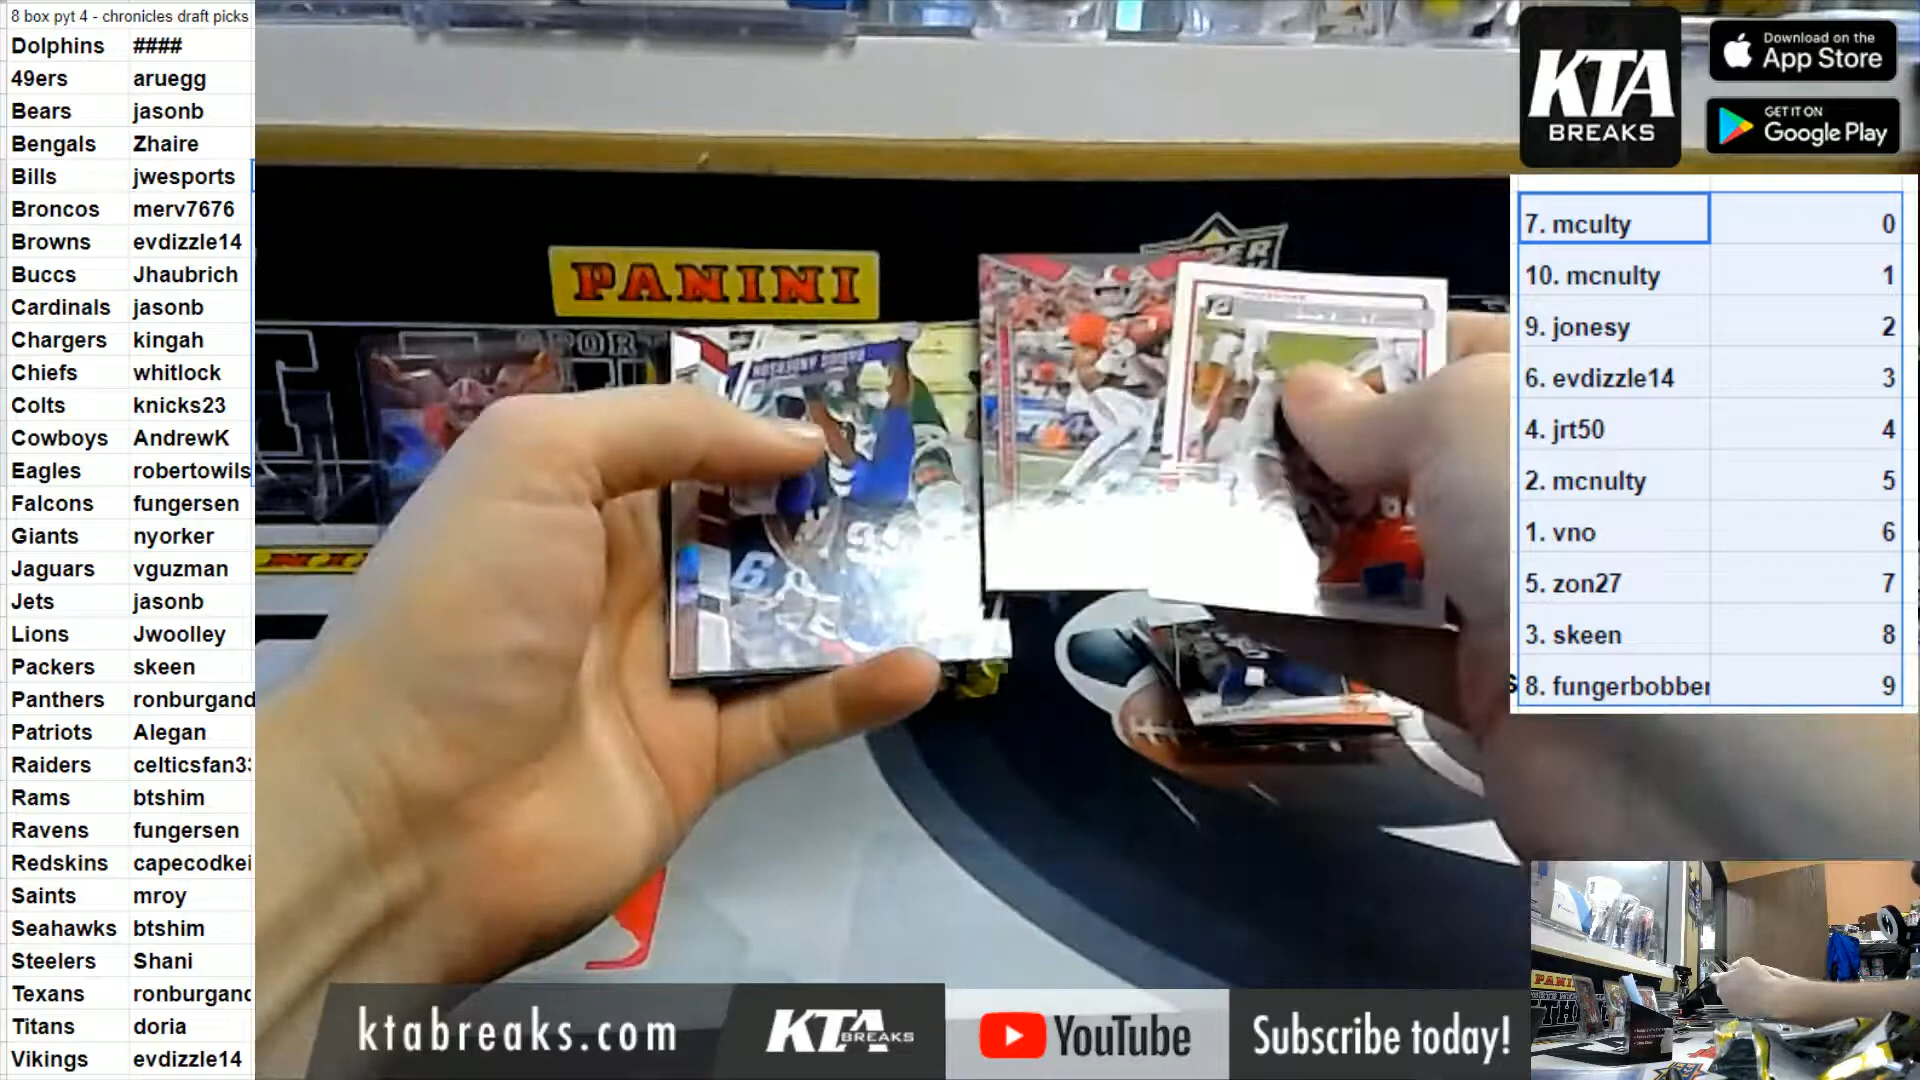 8 box pyt 4 - chronicles draft picks
Dolphins ####
49ers aruegg
Bears jasonb
Bengals Zhaire
Bills jwesports
Broncos merv7676
Browns evdizzle14
Buccs Jhaubrich
Cardinals jasonb
Chargers kingah
Chiefs whitlock
Colts knicks23
Cowboys AndrewK
Eagles robertowils
Falcons fungersen
Giants nyorker
Jaguars vguzman
Jets jasonb
Lions Jwoolley
Packers skeen
Panthers ronburgand
Patriots Alegan
Raiders celticsfan33
Rams btshim
Ravens fungersen
Redskins capecodkei
Saints mroy
Seahawks btshim
Steelers Shani
Texans ronburgand
Titans doria
Vikings evdizzle14
PANINI
KTA
BREAKS
Download on the
App Store
GET IT ON
Google Play
7. mculty 0
10. mcnulty 1
9. jonesy 2
6. evdizzle14 3
4. jrt50 4
2. mcnulty 5
1. vno 6
5. zon27 7
3. skeen 8
8. fungerbobber 9
ktabreaks.com
KTA BREAKS
YouTube
Subscribe today!